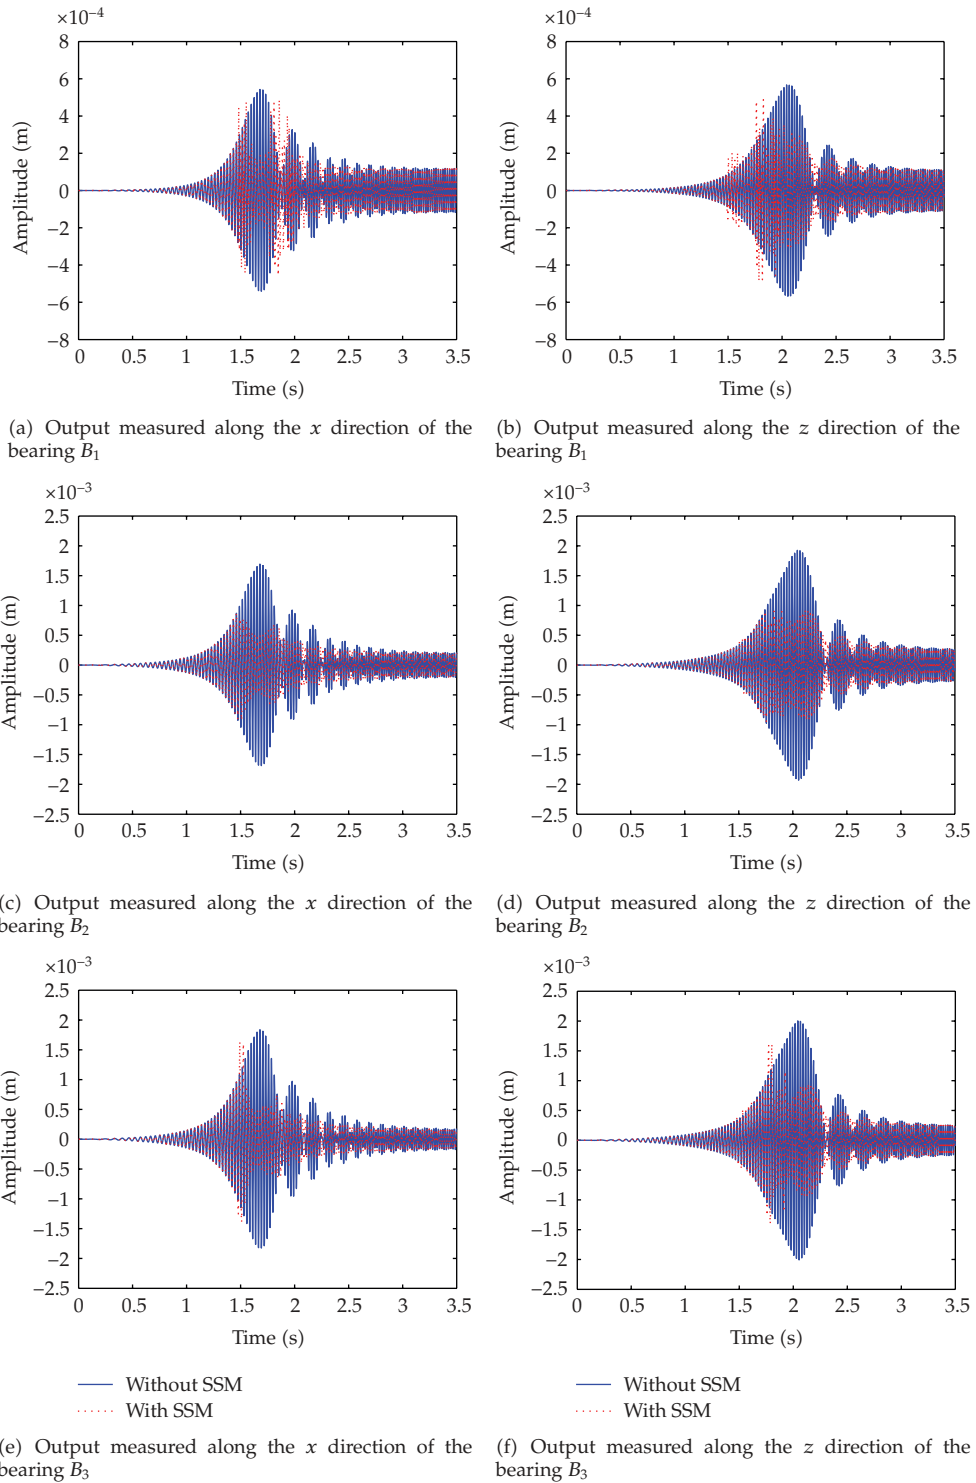 ×10⁻⁴
8
6
4
2
0
−2
−4
−6
−8
Amplitude (m)
0 0.5 1 1.5 2 2.5 3 3.5
Time (s)
(a) Output measured along the x direction of the
bearing B₁
×10⁻⁴
8
6
4
2
0
−2
−4
−6
−8
Amplitude (m)
0 0.5 1 1.5 2 2.5 3 3.5
Time (s)
(b) Output measured along the z direction of the
bearing B₁
×10⁻³
2.5
2
1.5
1
0.5
0
−0.5
−1
−1.5
−2
−2.5
Amplitude (m)
0 0.5 1 1.5 2 2.5 3 3.5
Time (s)
(c) Output measured along the x direction of the
bearing B₂
×10⁻³
2.5
2
1.5
1
0.5
0
−0.5
−1
−1.5
−2
−2.5
Amplitude (m)
0 0.5 1 1.5 2 2.5 3 3.5
Time (s)
(d) Output measured along the z direction of the
bearing B₂
×10⁻³
2.5
2
1.5
1
0.5
0
−0.5
−1
−1.5
−2
−2.5
Amplitude (m)
0 0.5 1 1.5 2 2.5 3 3.5
Time (s)
Without SSM
With SSM
(e) Output measured along the x direction of the
bearing B₃
×10⁻³
2.5
2
1.5
1
0.5
0
−0.5
−1
−1.5
−2
−2.5
Amplitude (m)
0 0.5 1 1.5 2 2.5 3 3.5
Time (s)
Without SSM
With SSM
(f) Output measured along the z direction of the
bearing B₃